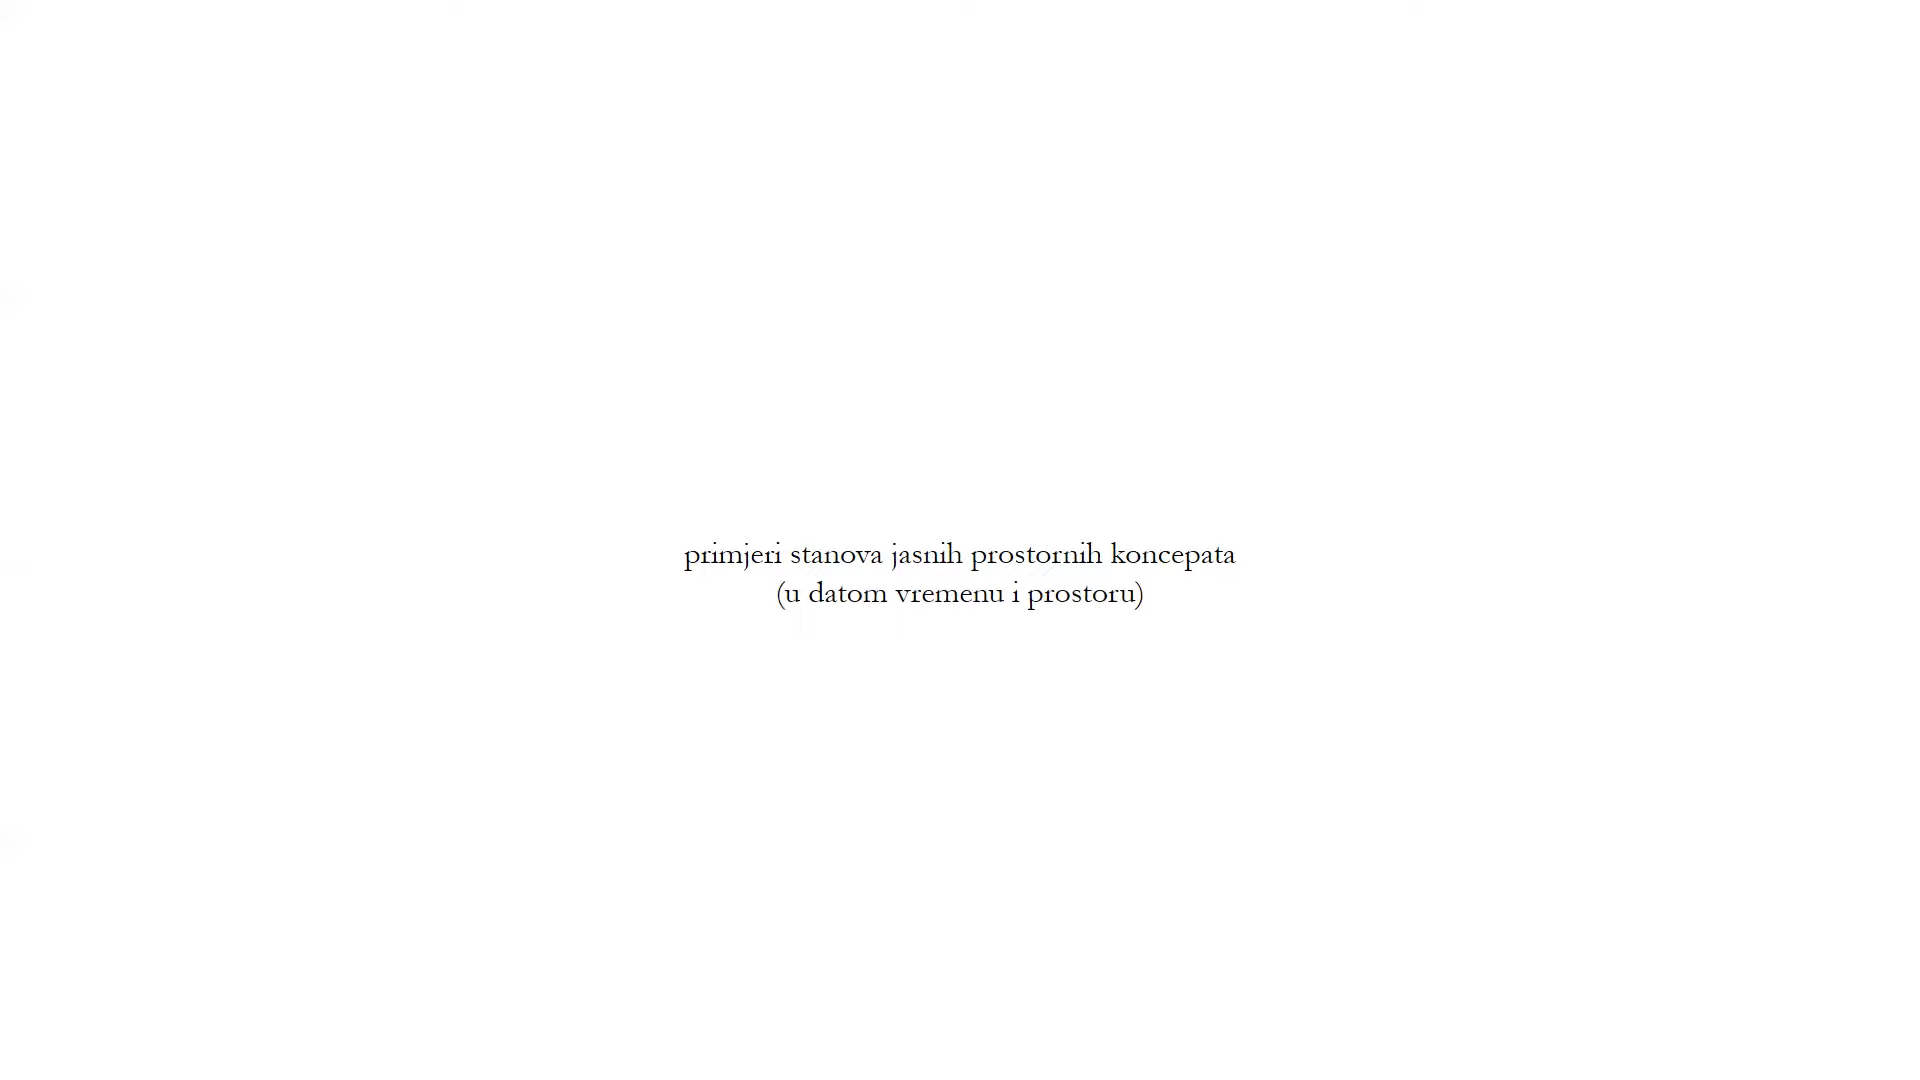 primjeri stanova jasnih prostornih koncepata
(u datom vremenu i prostoru)